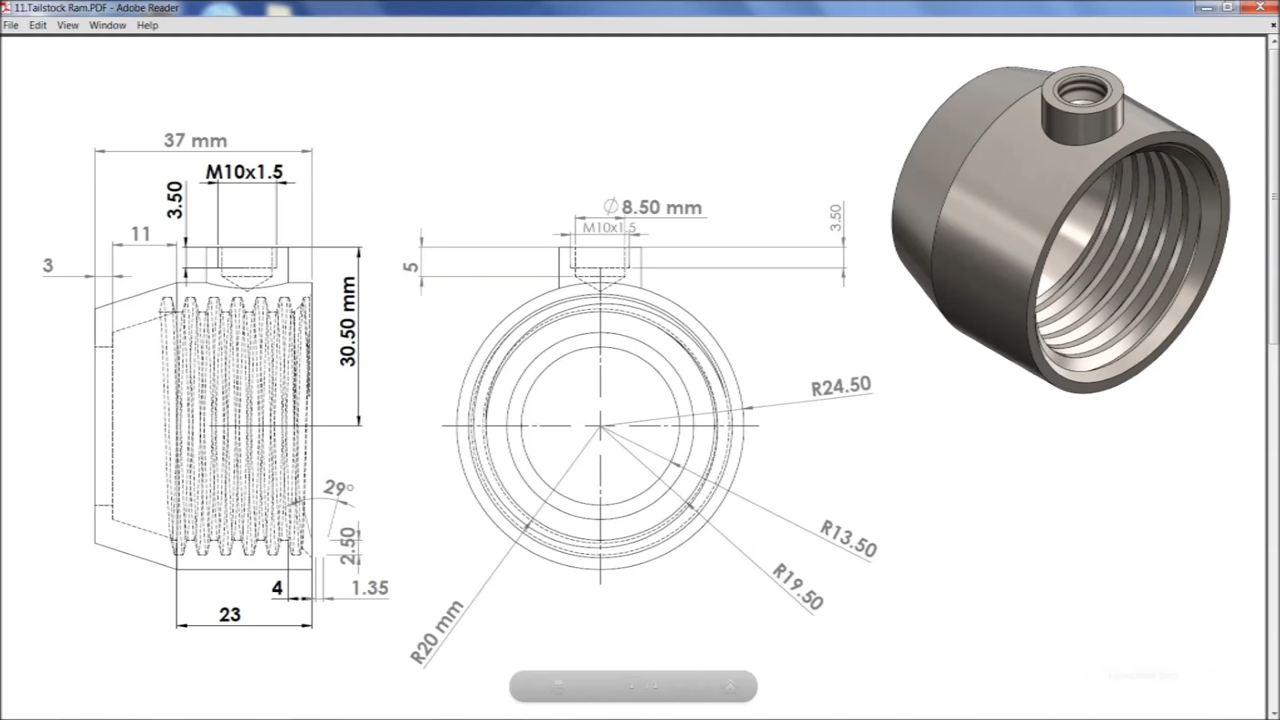 11.Tailstock Ram.PDF - Adobe Reader
File Edit View Window Help
37 mm
M10x1.5
3.50
11
3
30.50 mm
29°
2.50
4
1.35
23
⌀8.50 mm
M10x1.5
3.50
5
R24.50
R13.50
R19.50
R20 mm